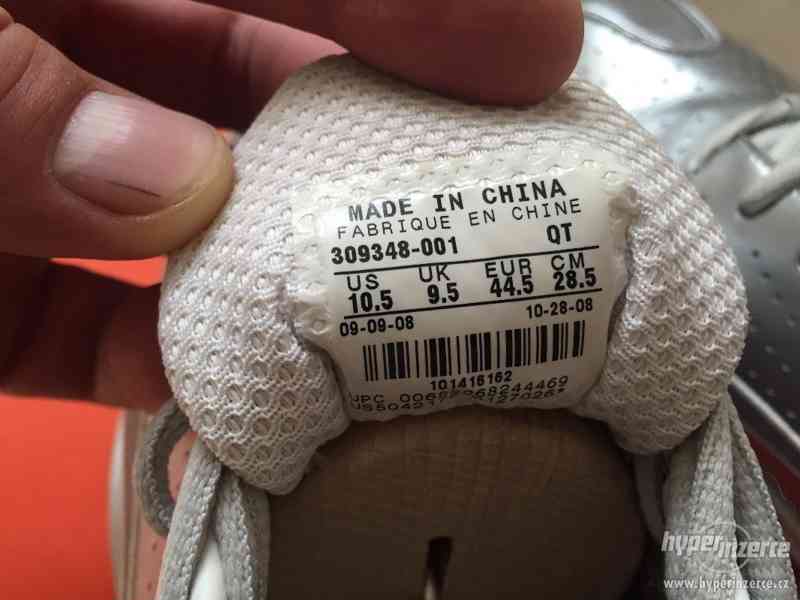 MADE IN CHINA
FABRIQUE EN CHINE
309348-001 QT
US UK EUR CM
10.5 9.5 44.5 28.5
09-09-08 10-28-08
101416162
UPC
hyperinzerce
www.hyperinzerce.cz